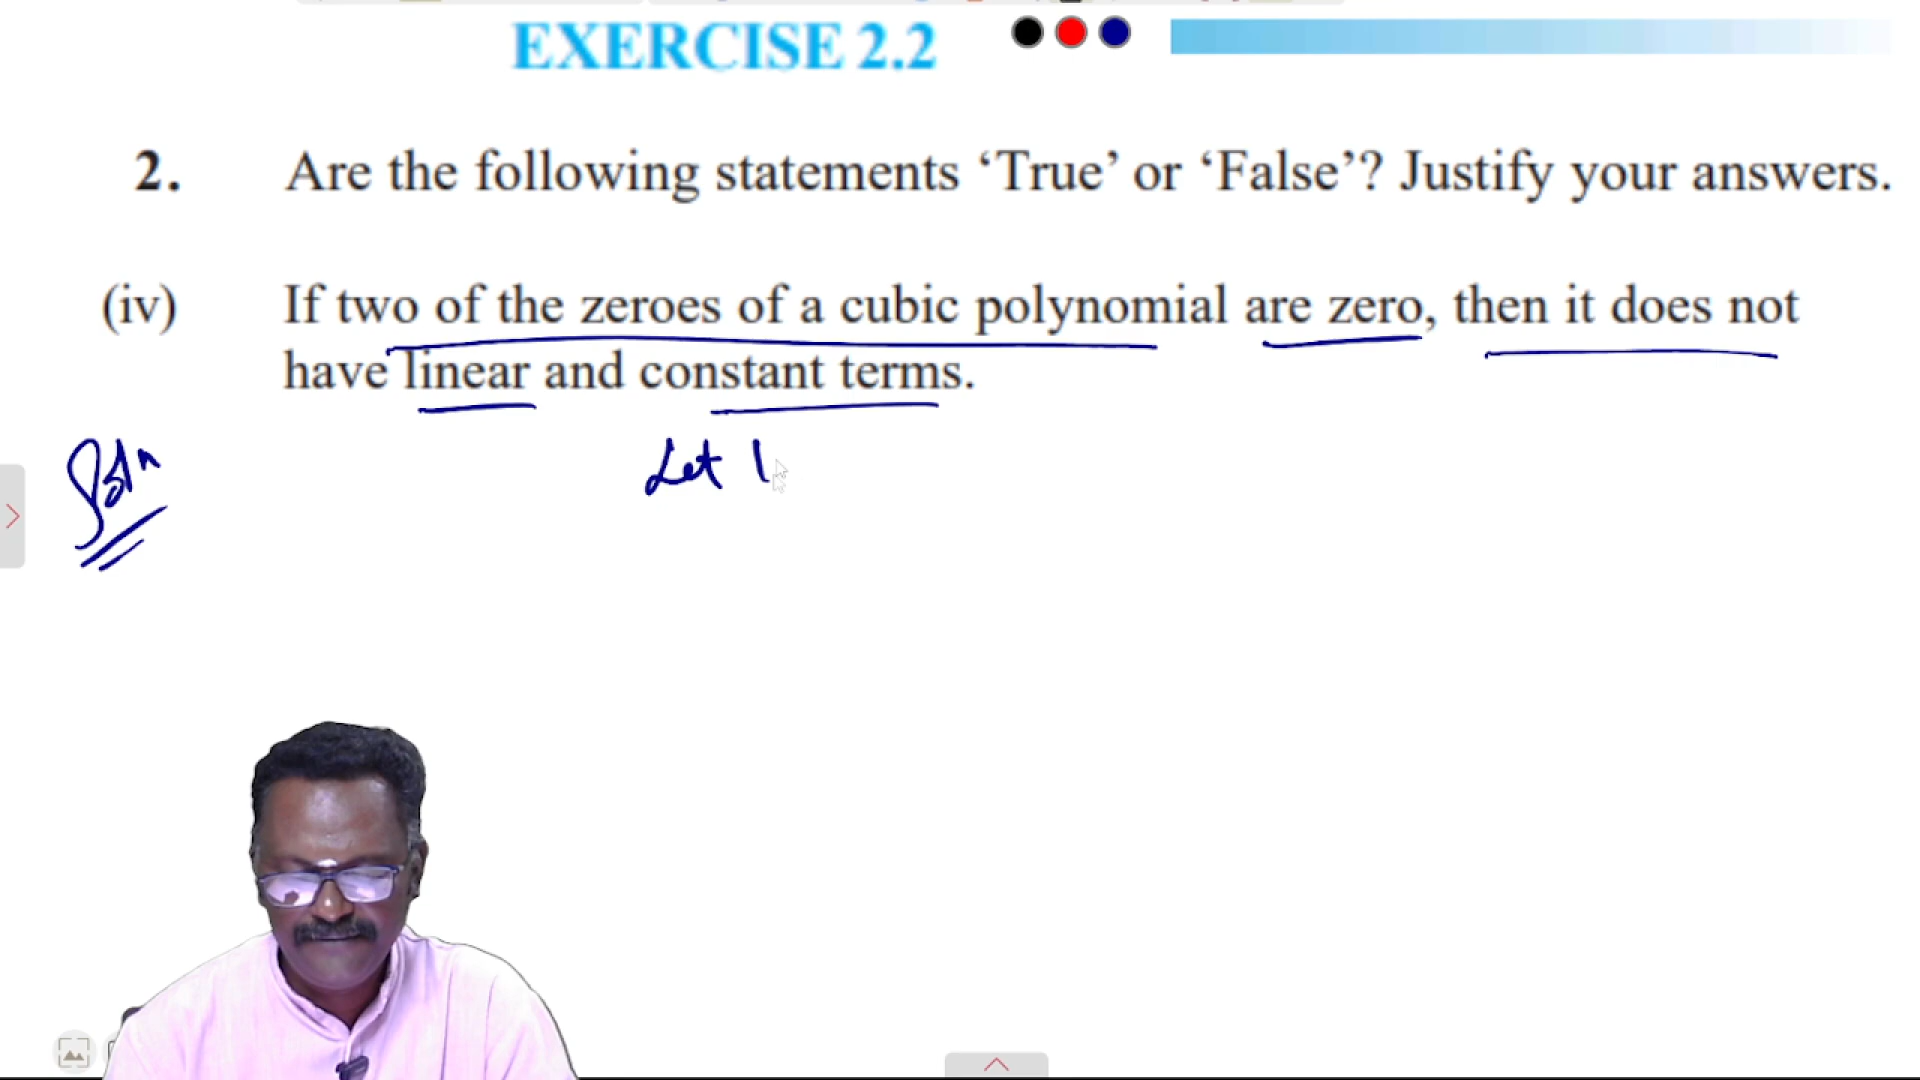 EXERCISE 2.2
2. Are the following statements ‘True’ or ‘False’? Justify your answers.
(iv) If two of the zeroes of a cubic polynomial are zero, then it does not
have linear and constant terms.
Soln
Let